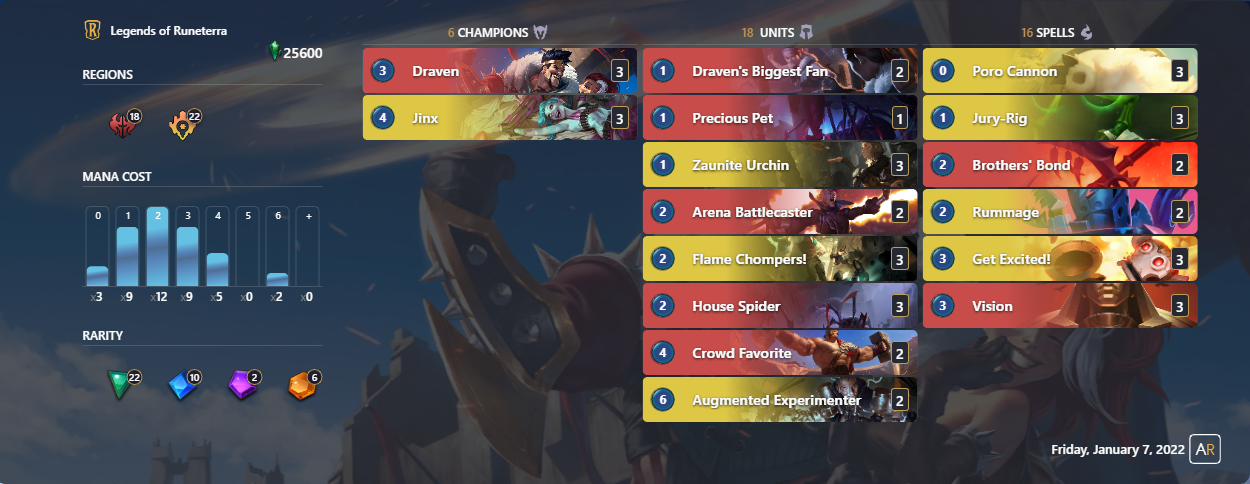 R Legends of Runeterra
25600
REGIONS
18 22
MANA COST
0 1 2 3 4 5 6 +
x3 x9 x12 x9 x5 x0 x2 x0
RARITY
22 10 2 6
6 CHAMPIONS
3 Draven 3
4 Jinx 3
18 UNITS
1 Draven's Biggest Fan 2
1 Precious Pet 1
1 Zaunite Urchin 3
2 Arena Battlecaster 2
2 Flame Chompers! 3
2 House Spider 3
4 Crowd Favorite 2
6 Augmented Experimenter 2
16 SPELLS
0 Poro Cannon 3
1 Jury-Rig 3
2 Brothers' Bond 2
2 Rummage 2
3 Get Excited! 3
3 Vision 3
Friday, January 7, 2022 AR